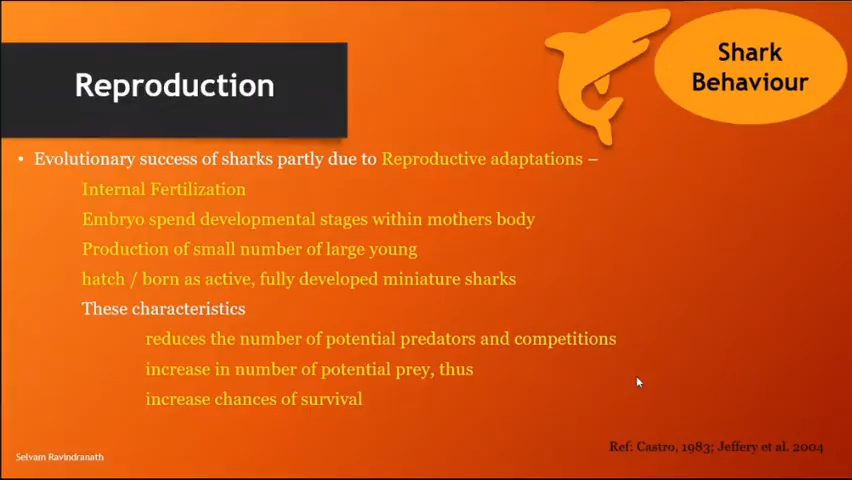 Shark
Behaviour
Reproduction
• Evolutionary success of sharks partly due to Reproductive adaptations –
Internal Fertilization
Embryo spend developmental stages within mothers body
Production of small number of large young
hatch / born as active, fully developed miniature sharks
These characteristics
reduces the number of potential predators and competitions
increase in number of potential prey, thus
increase chances of survival
Ref: Castro, 1983; Jeffery et al. 2004
Selvam Ravindranath